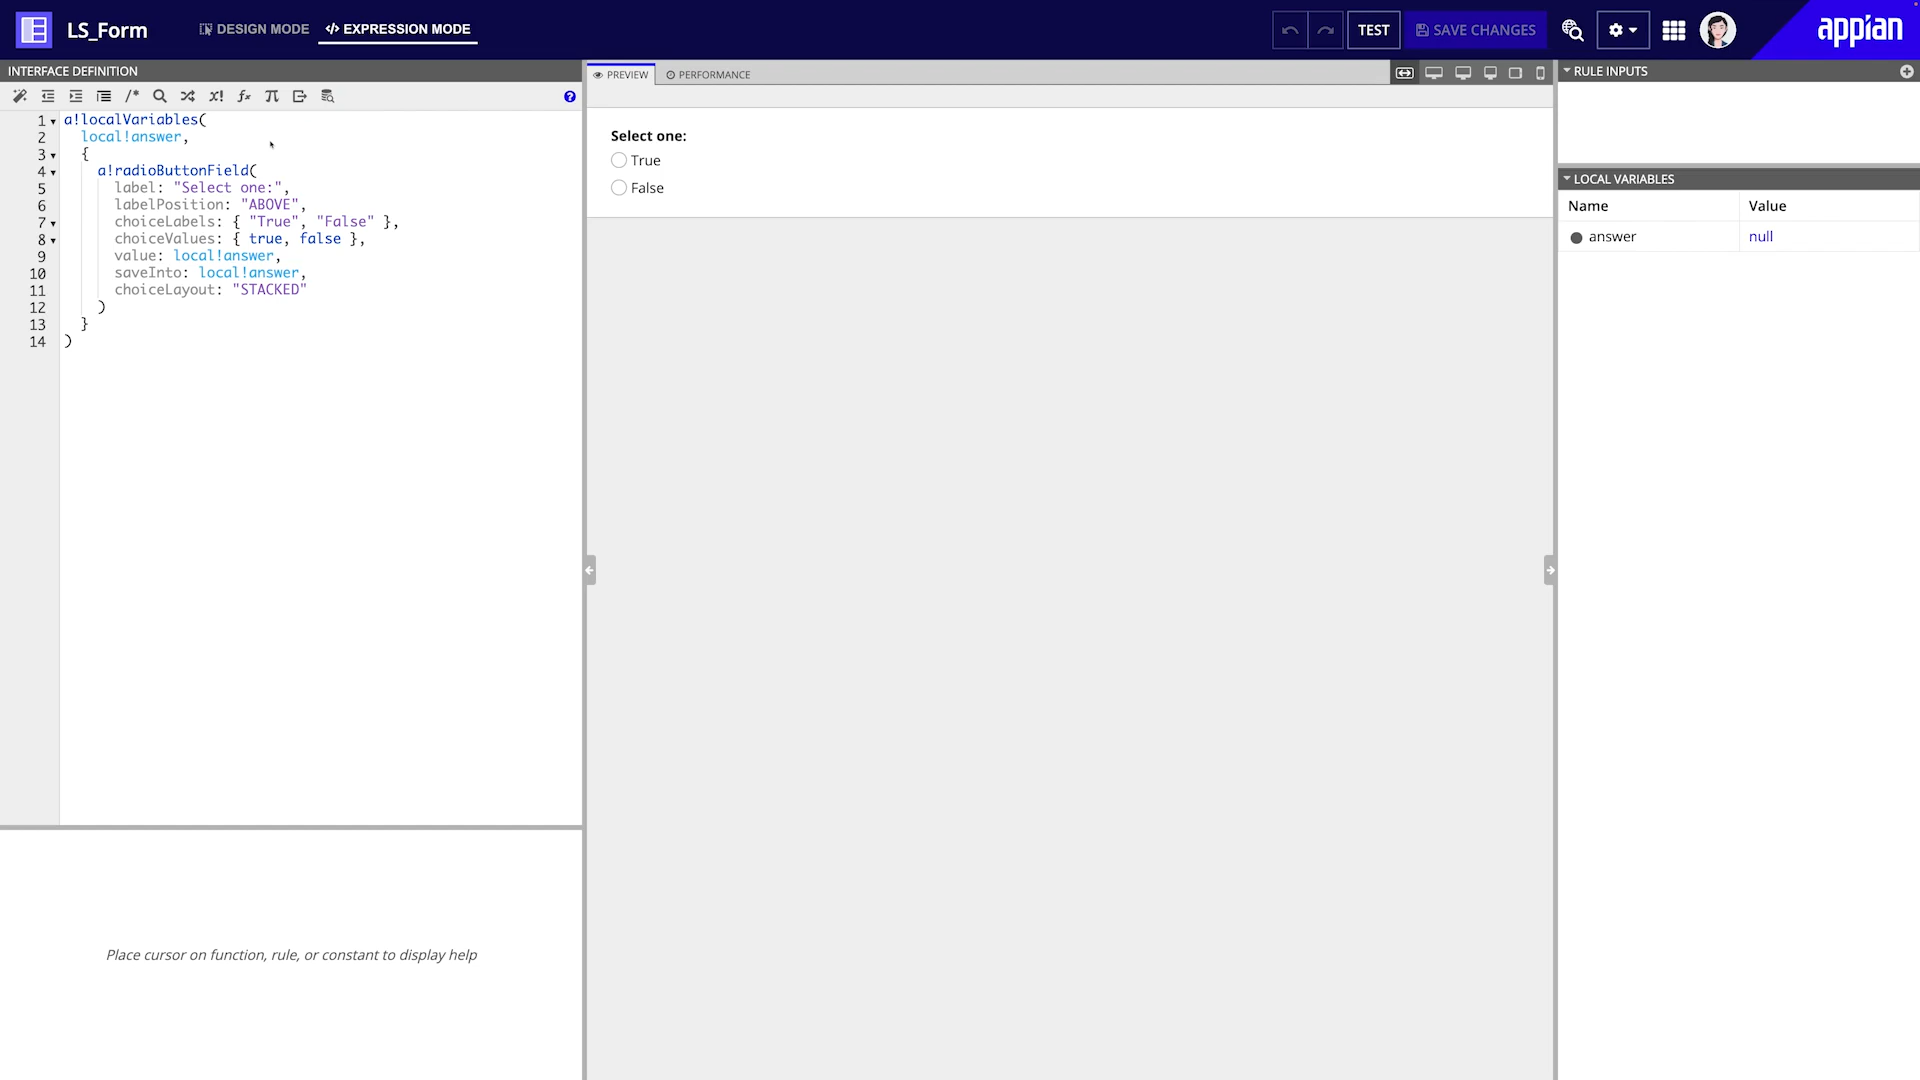 LS_Form
DESIGN MODE
</> EXPRESSION MODE
TEST
SAVE CHANGES
appian
INTERFACE DEFINITION
PREVIEW
PERFORMANCE
RULE INPUTS
1 a!localVariables(
2 local!answer,
3 {
4 a!radioButtonField(
5 label: "Select one:",
6 labelPosition: "ABOVE",
7 choiceLabels: { "True", "False" },
8 choiceValues: { true, false },
9 value: local!answer,
10 saveInto: local!answer,
11 choiceLayout: "STACKED"
12 )
13 }
14 )
Select one:
True
False
LOCAL VARIABLES
Name Value
answer null
Place cursor on function, rule, or constant to display help